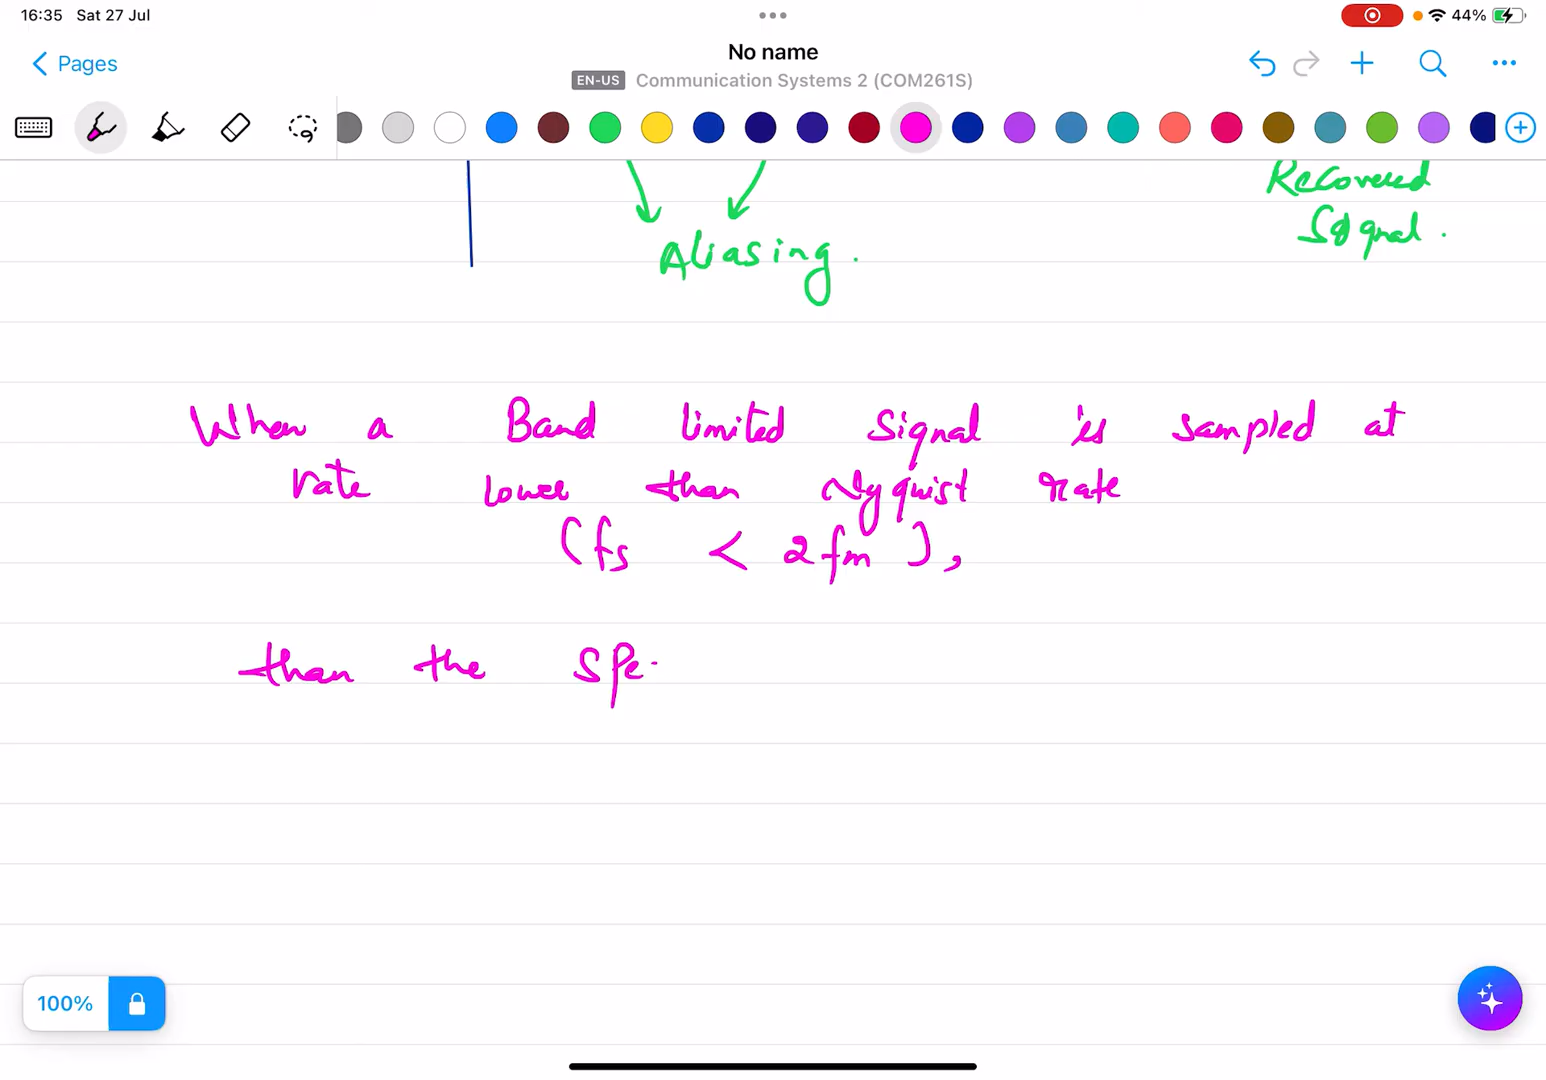 16:35 Sat 27 Jul
44%
Pages
No name
EN-US Communication Systems 2 (COM261S)
Recovered
Signal.
Aliasing.
When a Band limited Signal is sampled at
rate lower than Nyquist rate
(fs < 2fm),
than the Spe
100%